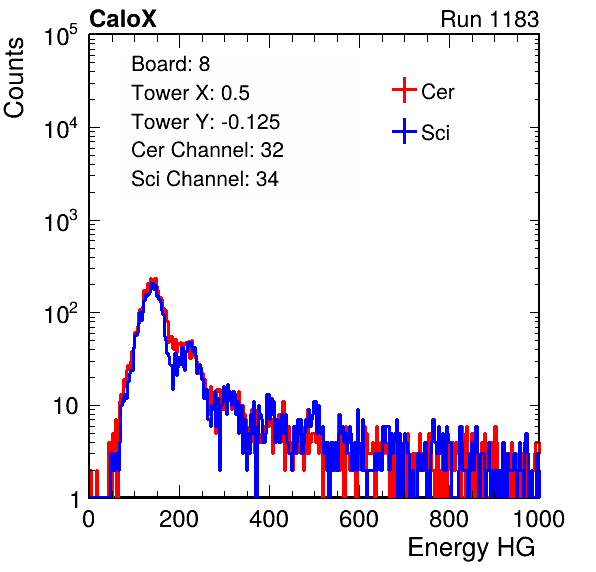 CaloX Run 1183
Board: 8
Tower X: 0.5
Tower Y: -0.125
Cer Channel: 32
Sci Channel: 34
Cer
Sci
Counts
10^5
10^4
10^3
10^2
10
1
0 200 400 600 800 1000
Energy HG